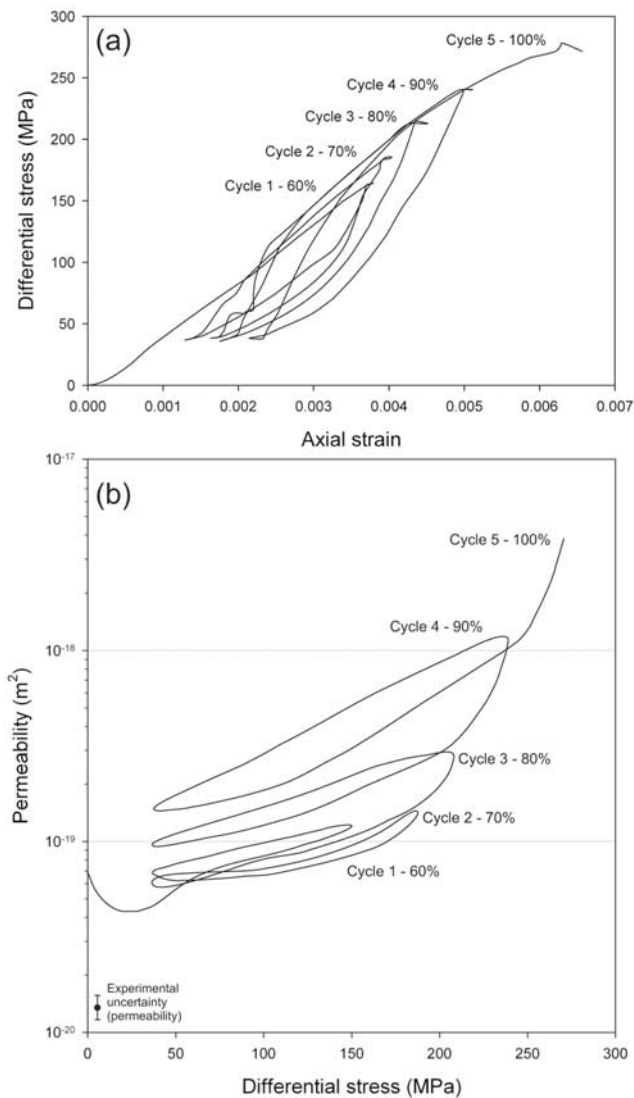 (a)
Cycle 5 - 100%
Cycle 4 - 90%
Cycle 3 - 80%
Cycle 2 - 70%
Cycle 1 - 60%
Differential stress (MPa)
300
250
200
150
100
50
0
0.000 0.001 0.002 0.003 0.004 0.005 0.006 0.007
Axial strain
(b)
Cycle 5 - 100%
Cycle 4 - 90%
Cycle 3 - 80%
Cycle 2 - 70%
Cycle 1 - 60%
Permeability (m²)
10⁻¹⁷
10⁻¹⁸
10⁻¹⁹
10⁻²⁰
Experimental
uncertainty
(permeability)
0 50 100 150 200 250 300
Differential stress (MPa)